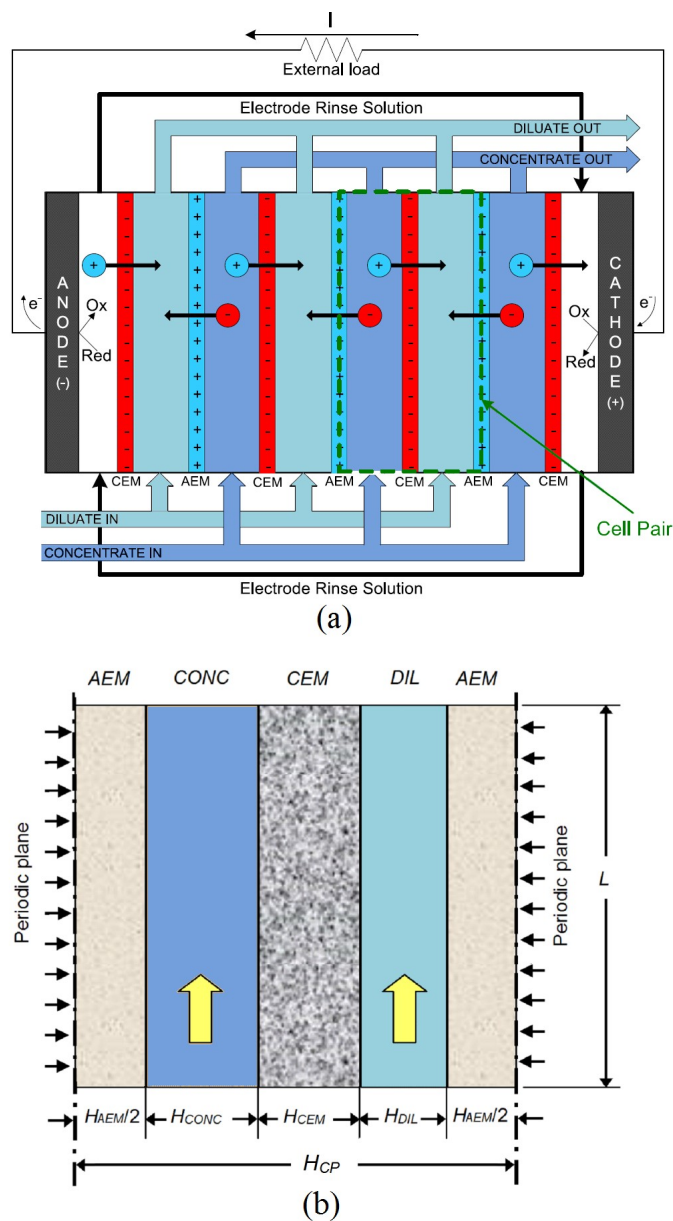 I
External load
Electrode Rinse Solution
DILUATE OUT
CONCENTRATE OUT
ANODE (-)
e-
Ox
Red
+
+
+
+
-
-
-
CATHODE (+)
e-
Ox
Red
CEM
AEM
CEM
AEM
CEM
AEM
CEM
DILUATE IN
CONCENTRATE IN
Cell Pair
Electrode Rinse Solution
(a)
AEM CONC CEM DIL AEM
Periodic plane
Periodic plane
L
HAEM/2 HCONC HCEM HDIL HAEM/2
HCP
(b)